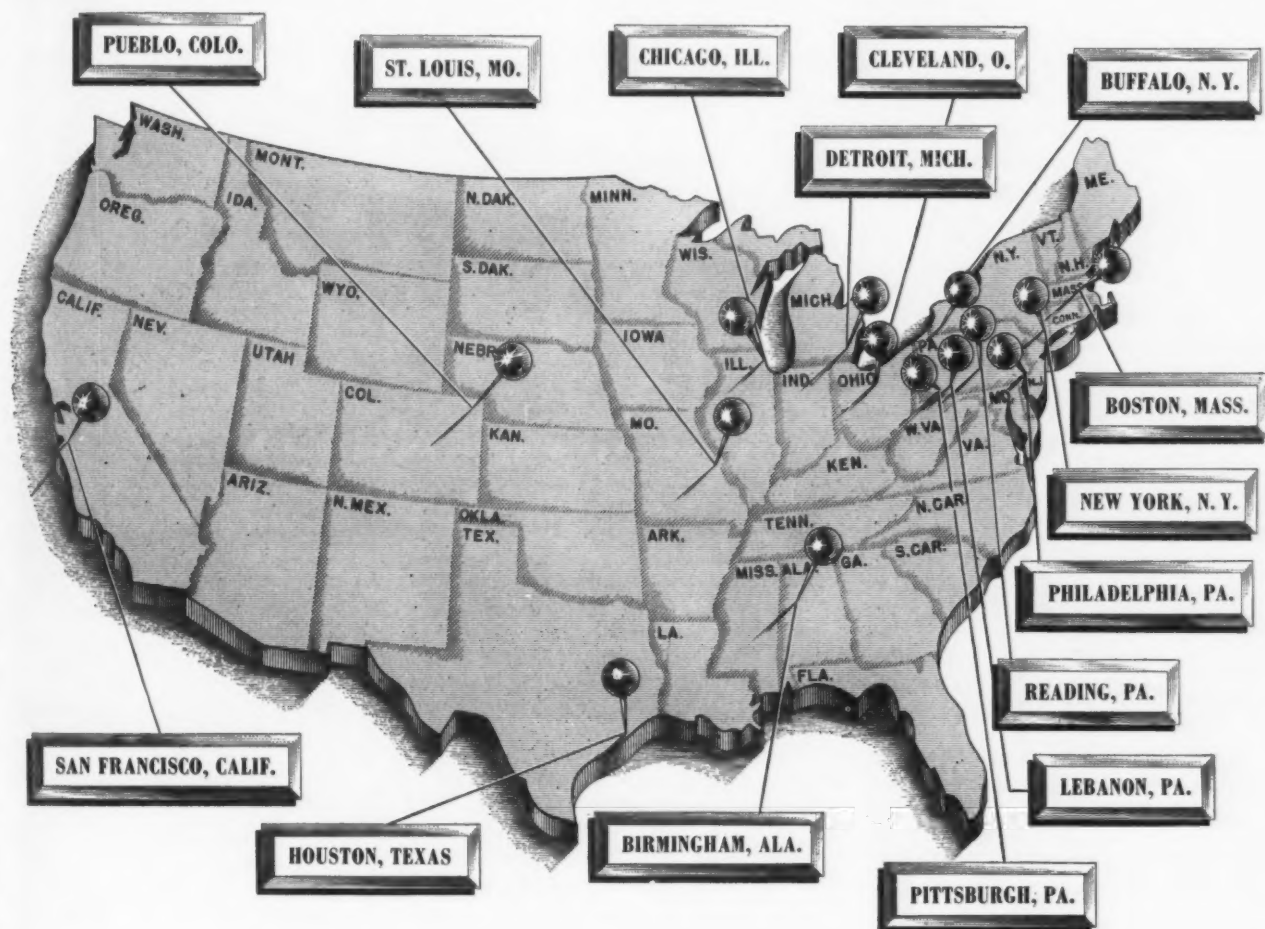 PUEBLO, COLO.
ST. LOUIS, MO.
CHICAGO, ILL.
CLEVELAND, O.
BUFFALO, N. Y.
DETROIT, MICH.
WASH.
MONT.
N.DAK.
MINN.
ME.
OREG.
IDA.
WIS.
N.Y.
VT.
N.H.
S.DAK.
WYO.
MICH.
MASS.
CONN.
CALIF.
NEV.
IOWA
NEBR.
PA.
UTAH
ILL.
IND.
OHIO
N.J.
COL.
MD.
BOSTON, MASS.
MO.
KAN.
W.VA.
VA.
KEN.
ARIZ.
N.MEX.
OKLA.
TEX.
ARK.
TENN.
N.CAR.
S.CAR.
NEW YORK, N. Y.
MISS.
ALA.
GA.
PHILADELPHIA, PA.
LA.
FLA.
READING, PA.
SAN FRANCISCO, CALIF.
LEBANON, PA.
HOUSTON, TEXAS
BIRMINGHAM, ALA.
PITTSBURGH, PA.